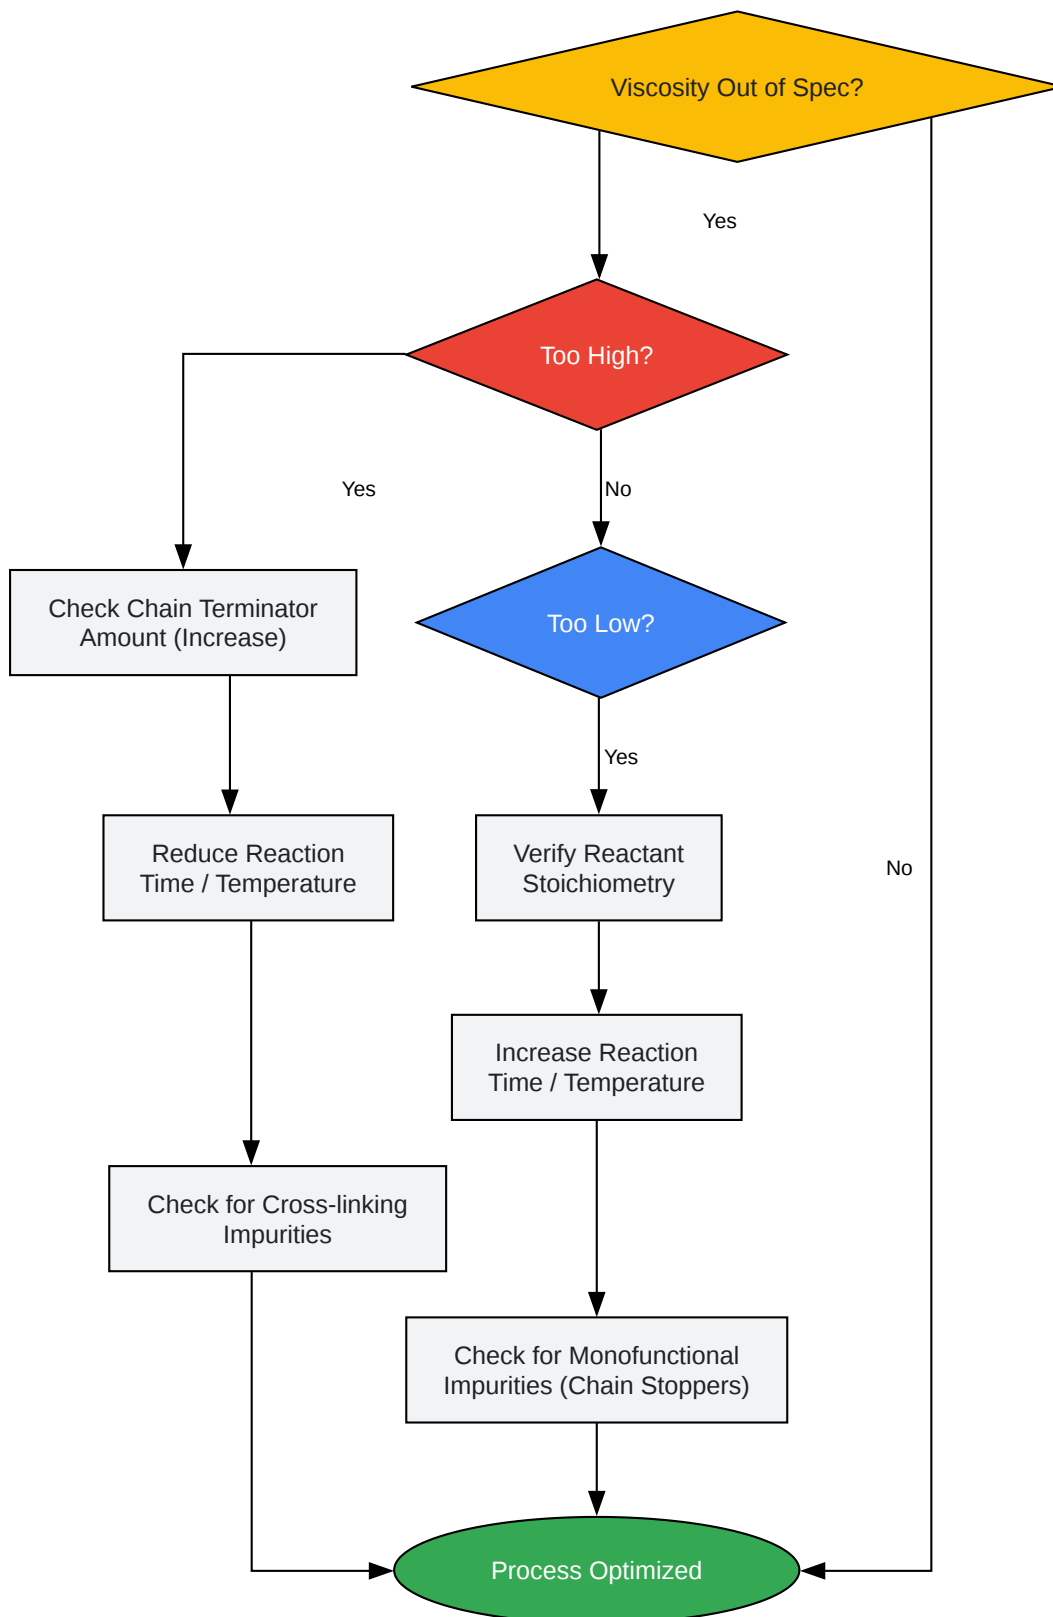 Viscosity Out of Spec?
Yes
Too High?
Yes
No
Check Chain Terminator
Amount (Increase)
Too Low?
Yes
Reduce Reaction
Time / Temperature
Verify Reactant
Stoichiometry
No
Increase Reaction
Time / Temperature
Check for Cross-linking
Impurities
Check for Monofunctional
Impurities (Chain Stoppers)
Process Optimized